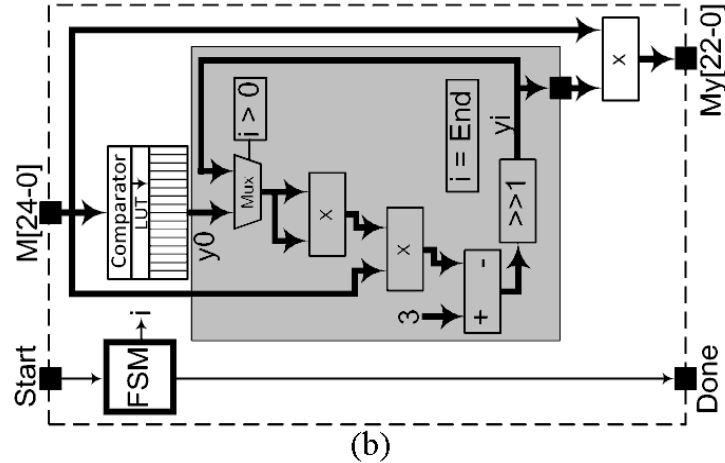 M[24-0]
Start
Comparator
LUT
FSM
i
y0
i > 0
Mux
x
x
3
+ -
>>1
yi
i = End
x
My[22-0]
Done
(b)